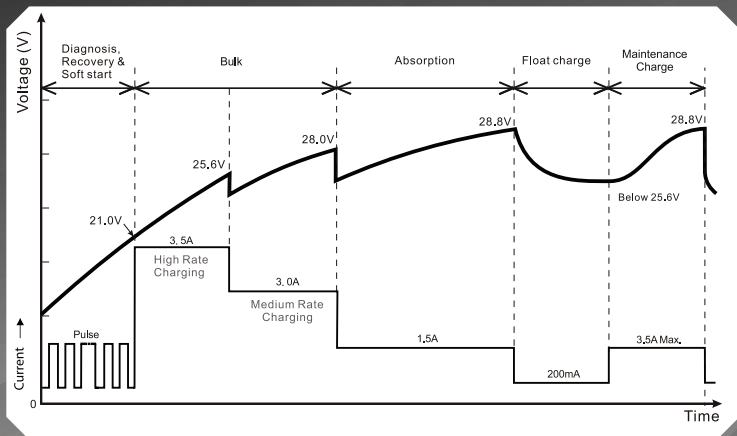 Voltage (V)
Diagnosis,
Recovery &
Soft start
Bulk
Absorption
Float charge
Maintenance
Charge
21.0V
25.6V
28.0V
28.8V
28.8V
Below 25.6V
3.5A
High Rate
Charging
3.0A
Medium Rate
Charging
Pulse
1.5A
200mA
3.5A Max.
Current →
0
Time